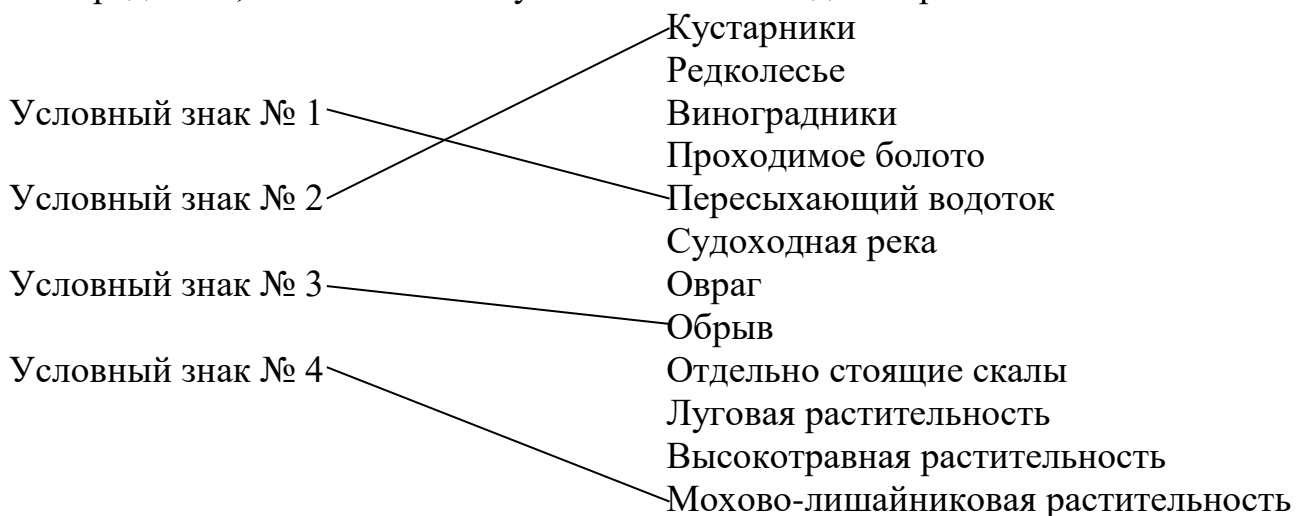 Кустарники
Редколесье
Условный знак № 1 Виноградники
Проходимое болото
Условный знак № 2 Пересыхающий водоток
Судоходная река
Условный знак № 3 Овраг
Обрыв
Условный знак № 4 Отдельно стоящие скалы
Луговая растительность
Высокотравная растительность
Мохово-лишайниковая растительность